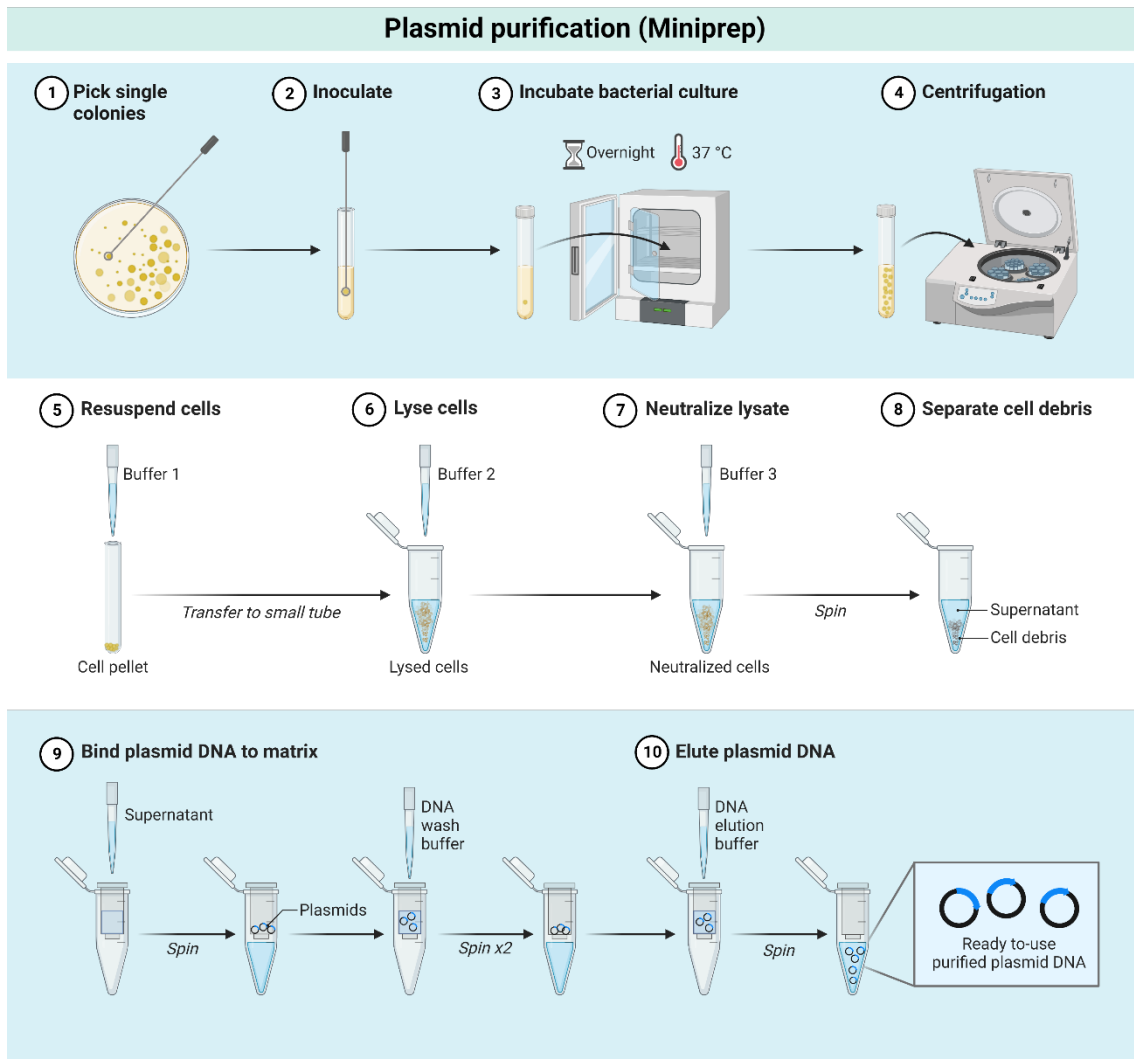 Plasmid purification (Miniprep)
1 Pick single
colonies
2 Inoculate
3 Incubate bacterial culture
Overnight
37 °C
4 Centrifugation
5 Resuspend cells
Buffer 1
Transfer to small tube
Cell pellet
6 Lyse cells
Buffer 2
Lysed cells
7 Neutralize lysate
Buffer 3
Neutralized cells
Spin
8 Separate cell debris
Supernatant
Cell debris
9 Bind plasmid DNA to matrix
Supernatant
Spin
Plasmids
DNA
wash
buffer
Spin x2
10 Elute plasmid DNA
DNA
elution
buffer
Spin
Ready to-use
purified plasmid DNA